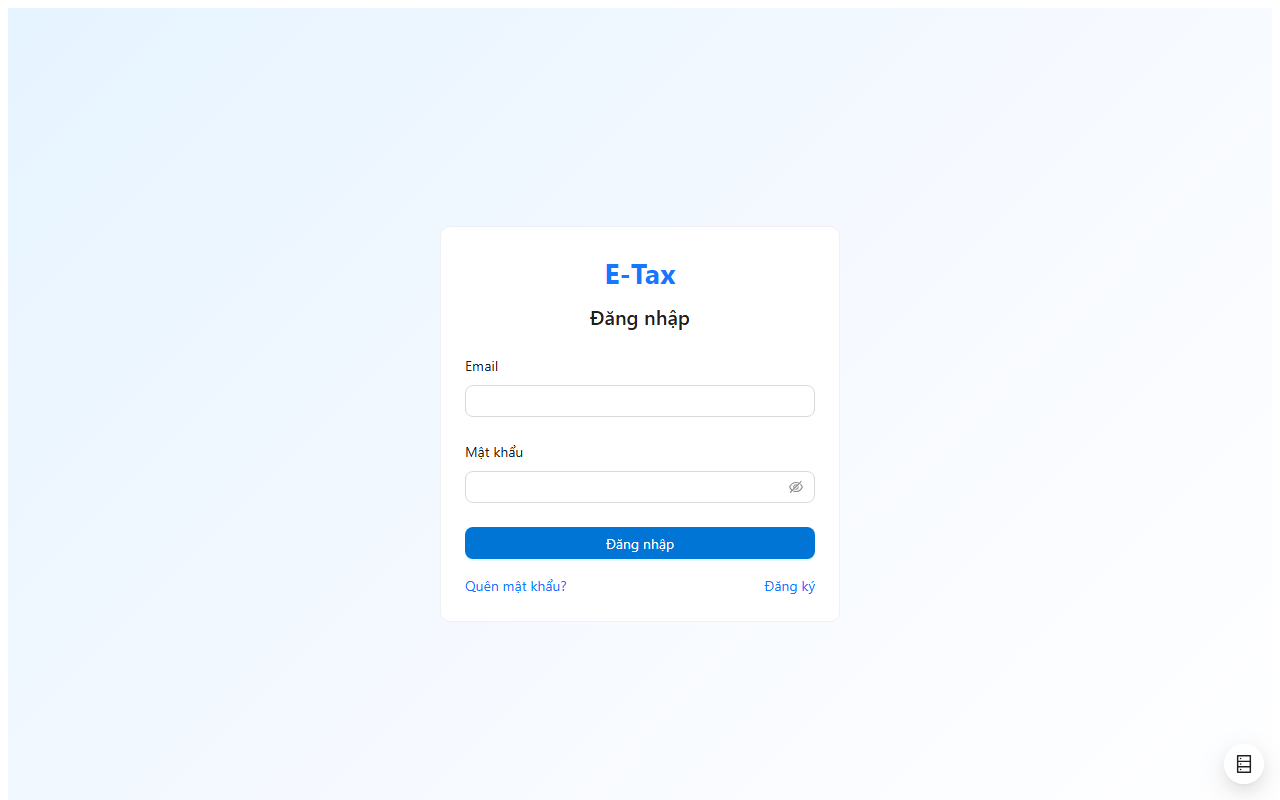 E-Tax
Đăng nhập
Email
Mật khẩu
Đăng nhập
Quên mật khẩu?
Đăng ký